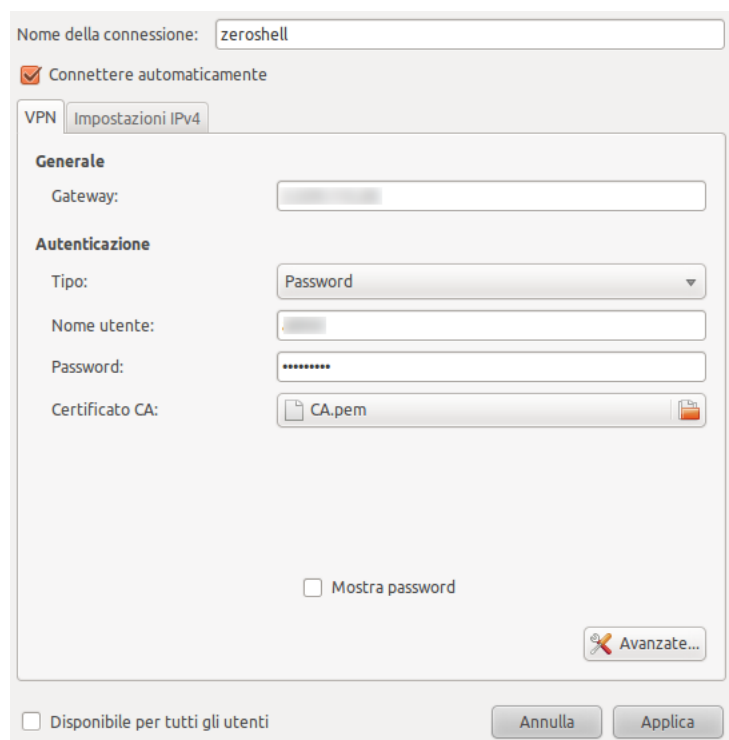 Nome della connessione: zeroshell
Connettere automaticamente
VPN Impostazioni IPv4
Generale
Gateway:
Autenticazione
Tipo: Password
Nome utente:
Password: •••••••••
Certificato CA: CA.pem
Mostra password
Avanzate...
Disponibile per tutti gli utenti Annulla Applica